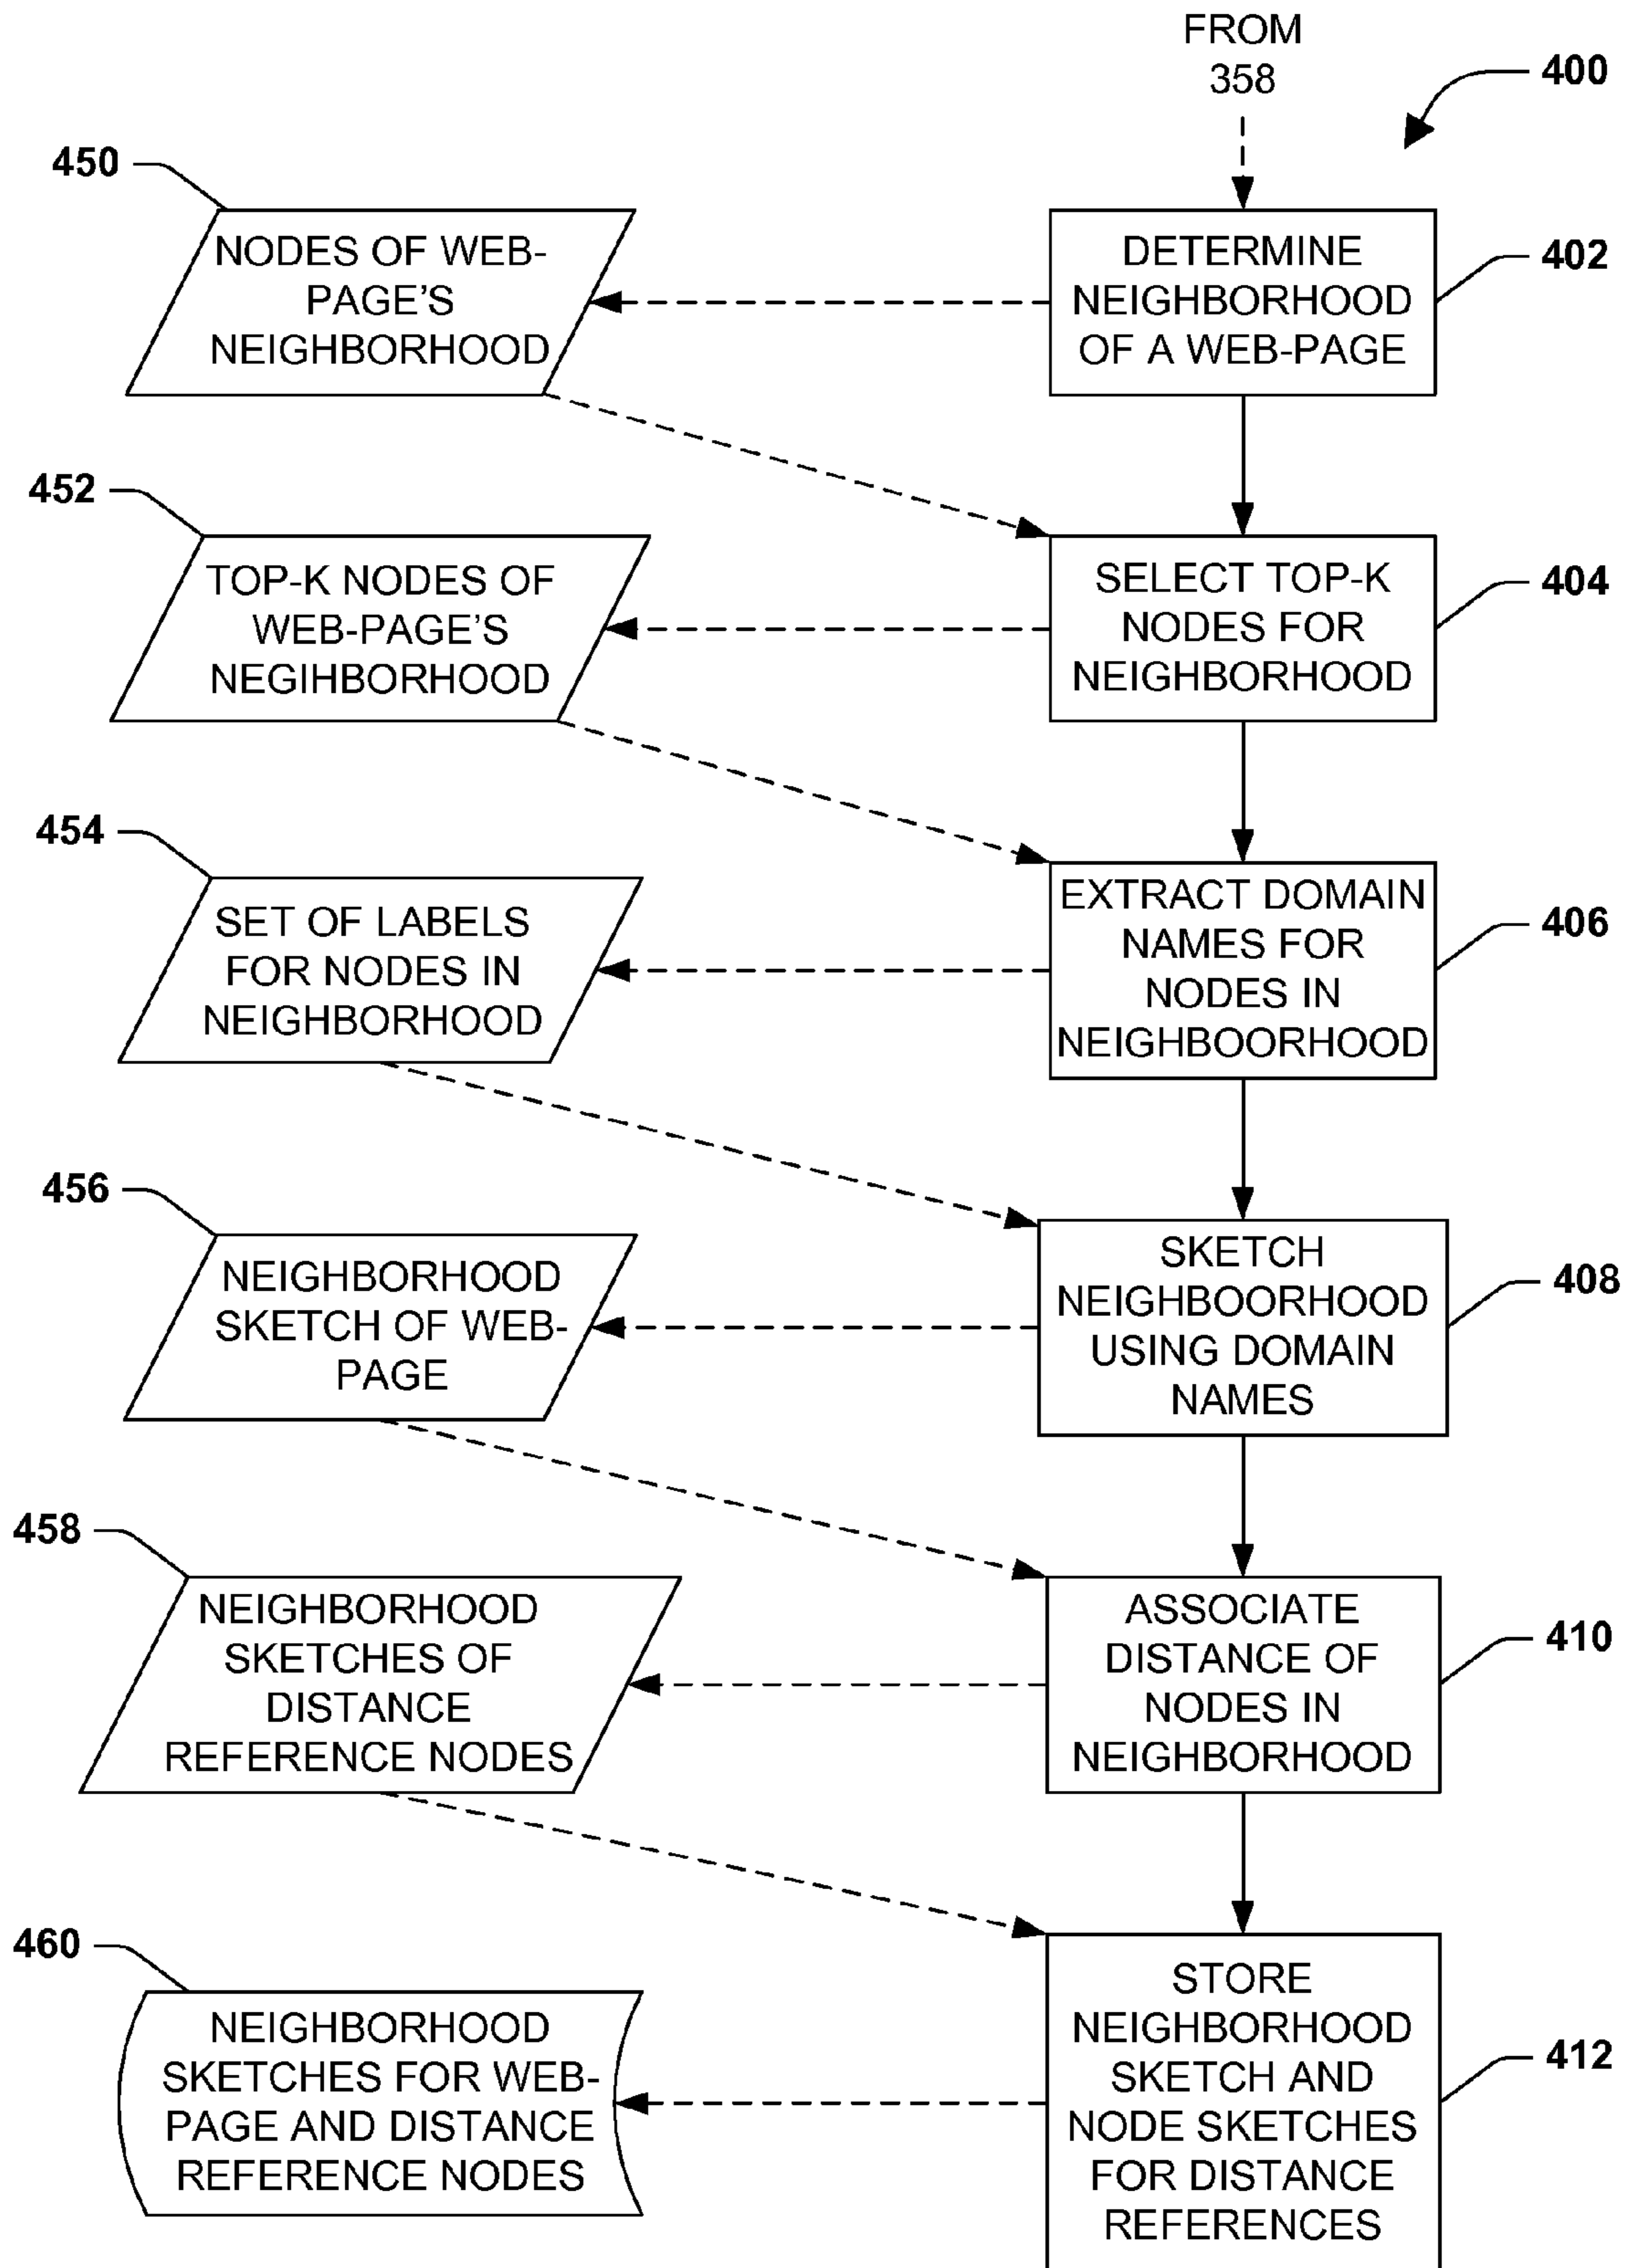 FROM
358
400
450
NODES OF WEB-
PAGE'S
NEIGHBORHOOD
DETERMINE
NEIGHBORHOOD
OF A WEB-PAGE
402
452
TOP-K NODES OF
WEB-PAGE'S
NEGIHBORHOOD
SELECT TOP-K
NODES FOR
NEIGHBORHOOD
404
454
SET OF LABELS
FOR NODES IN
NEIGHBORHOOD
EXTRACT DOMAIN
NAMES FOR
NODES IN
NEIGHBOORHOOD
406
456
NEIGHBORHOOD
SKETCH OF WEB-
PAGE
SKETCH
NEIGHBOORHOOD
USING DOMAIN
NAMES
408
458
NEIGHBORHOOD
SKETCHES OF
DISTANCE
REFERENCE NODES
ASSOCIATE
DISTANCE OF
NODES IN
NEIGHBORHOOD
410
460
NEIGHBORHOOD
SKETCHES FOR WEB-
PAGE AND DISTANCE
REFERENCE NODES
STORE
NEIGHBORHOOD
SKETCH AND
NODE SKETCHES
FOR DISTANCE
REFERENCES
412